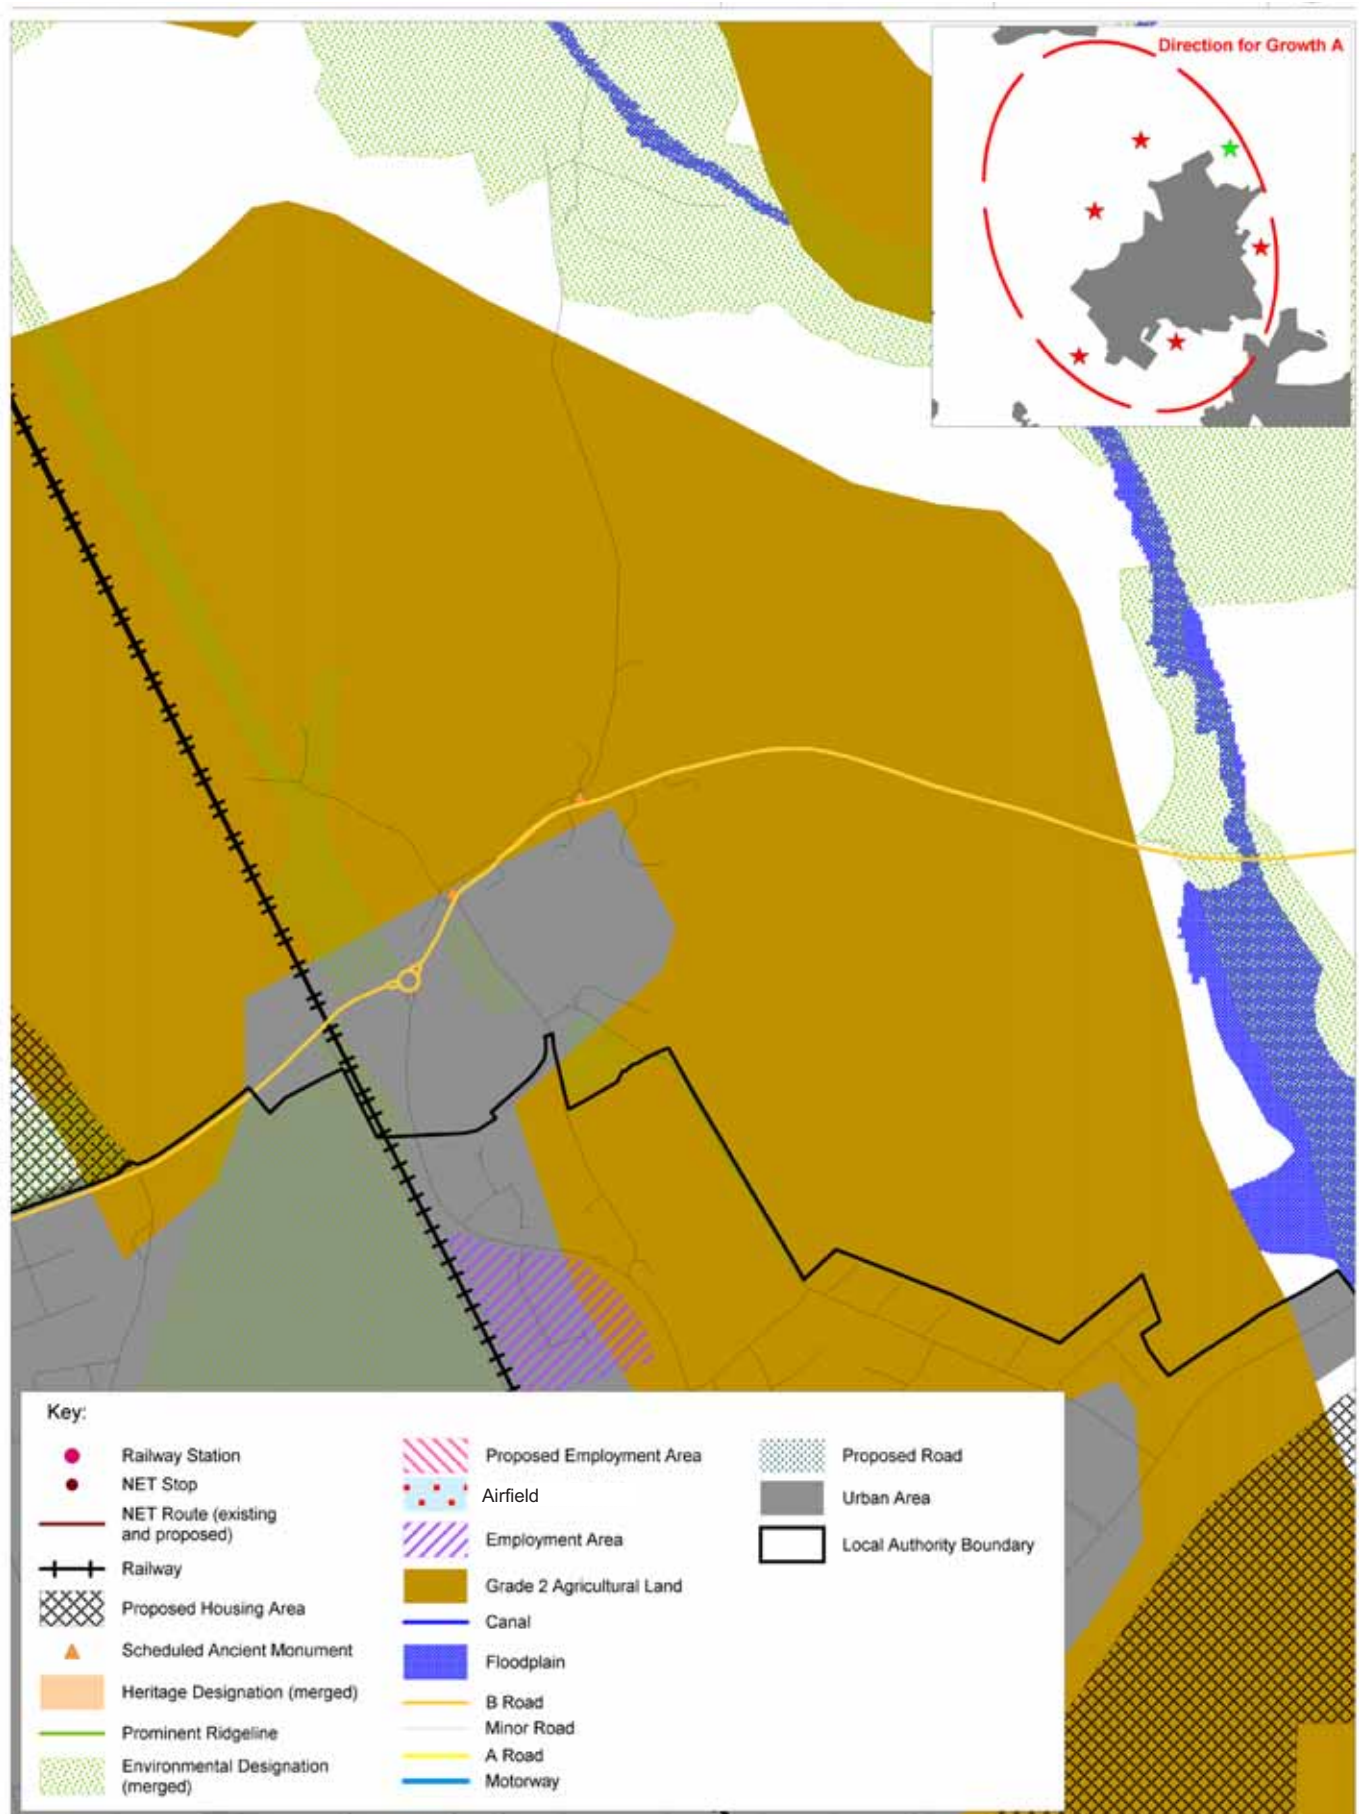 Direction for Growth A
Key:
Railway Station
NET Stop
NET Route (existing
and proposed)
Railway
Proposed Housing Area
Scheduled Ancient Monument
Heritage Designation (merged)
Prominent Ridgeline
Environmental Designation
(merged)
Proposed Employment Area
Airfield
Employment Area
Grade 2 Agricultural Land
Canal
Floodplain
B Road
Minor Road
A Road
Motorway
Proposed Road
Urban Area
Local Authority Boundary